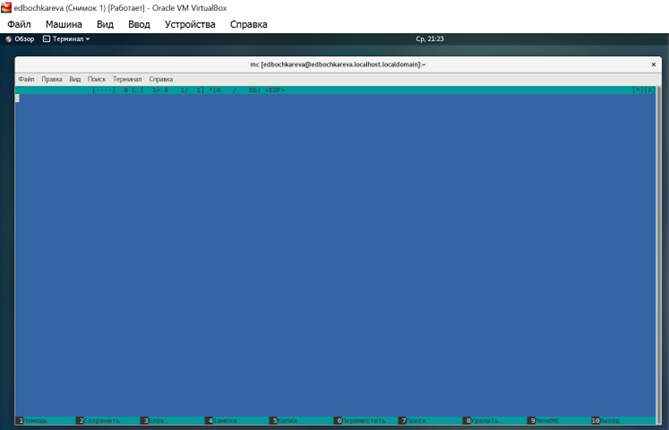 edbochkareva (Снимок 1) [Работает] - Oracle VM VirtualBox
Файл Машина Вид Ввод Устройства Справка
Обзор Терминал Ср, 21:23
mc [edbochkareva@edbochkareva.localhost.localdomain]:~
Файл Правка Вид Поиск Терминал Справка
[----] 0 L:[ 1+ 0 1/ 1] *(0 / 0b) <EOF> [*][X]
1Помощь 2Сохранить 3Блок 4Замена 5Копия 6Переместить 7Поиск 8Удалить 9МенюMC 10Выход